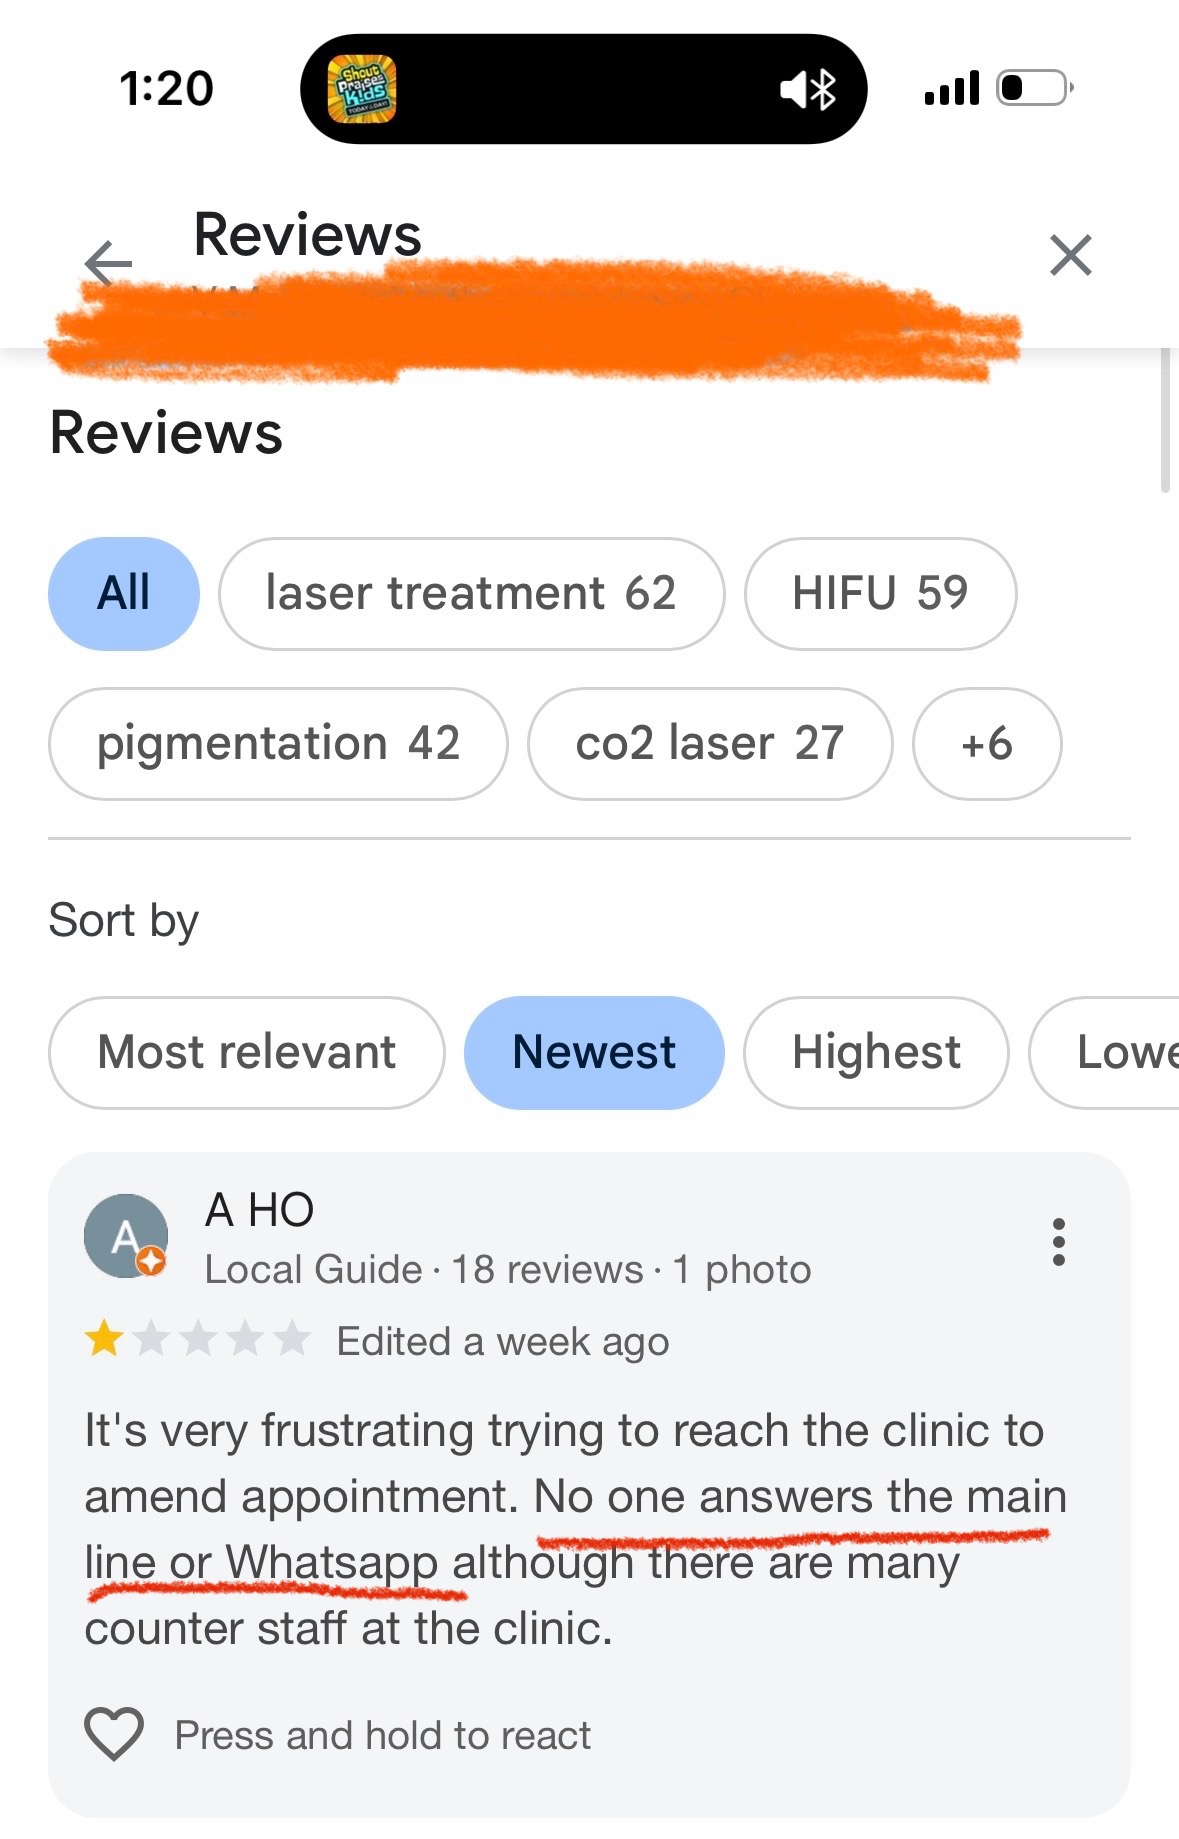 1:20
Shout
Praises
Kids
TODAY IS THE DAY!
Reviews
Reviews
All
laser treatment 62
HIFU 59
pigmentation 42
co2 laser 27
+6
Sort by
Most relevant
Newest
Highest
Lowe
A
A HO
Local Guide · 18 reviews · 1 photo
Edited a week ago
It's very frustrating trying to reach the clinic to
amend appointment. No one answers the main
line or Whatsapp although there are many
counter staff at the clinic.
Press and hold to react